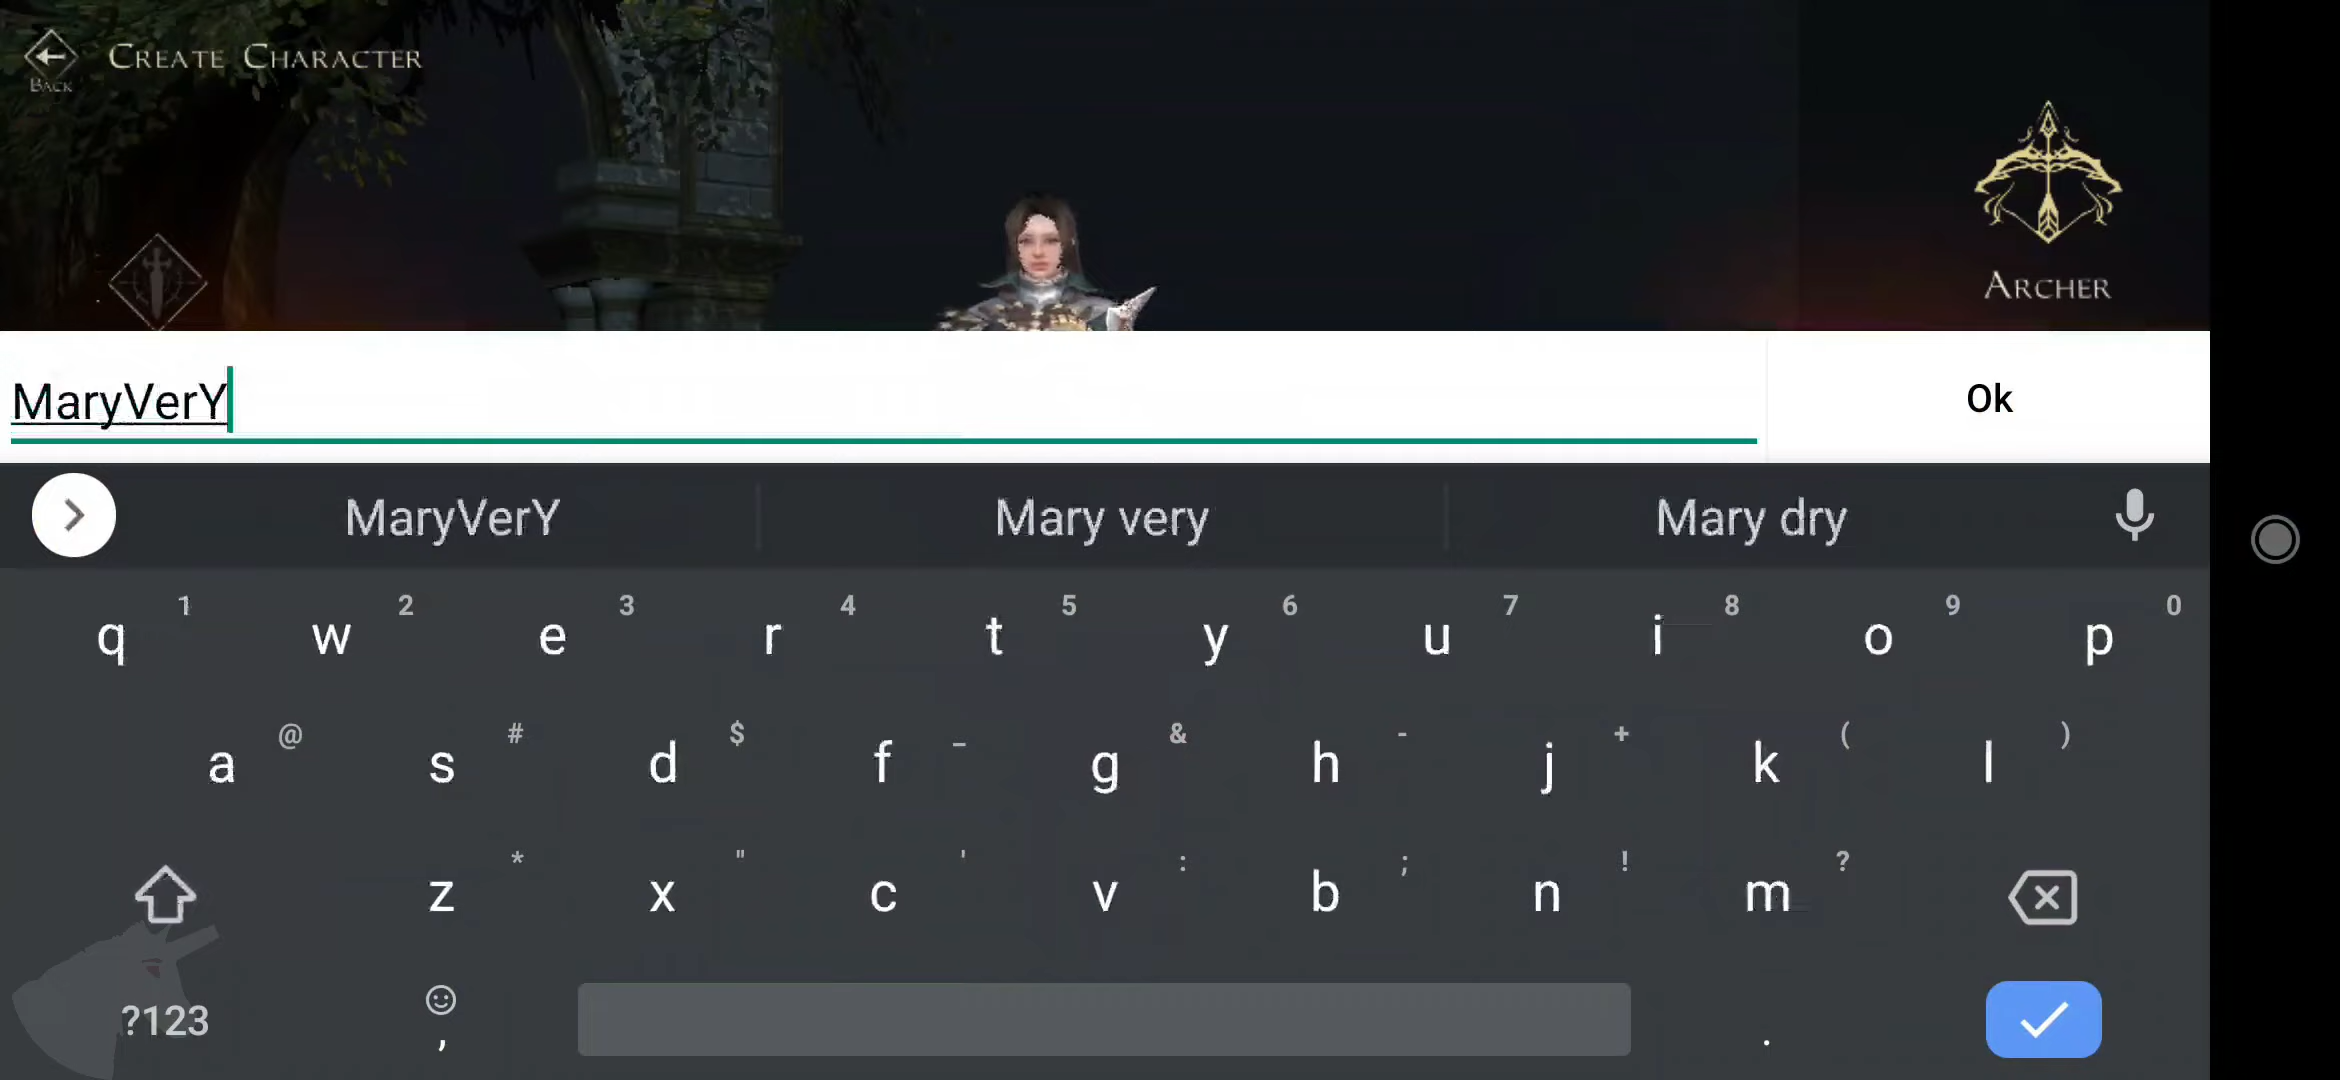 CREATE CHARACTER
BACK
ARCHER
MaryVerY
Ok
MaryVerY Mary very Mary dry
1 2 3 4 5 6 7 8 9 0
q w e r t y u i o p
@ # $ _ & - + ( )
a s d f g h j k l
* " ' : ; ! ?
z x c v b n m
?123 , .